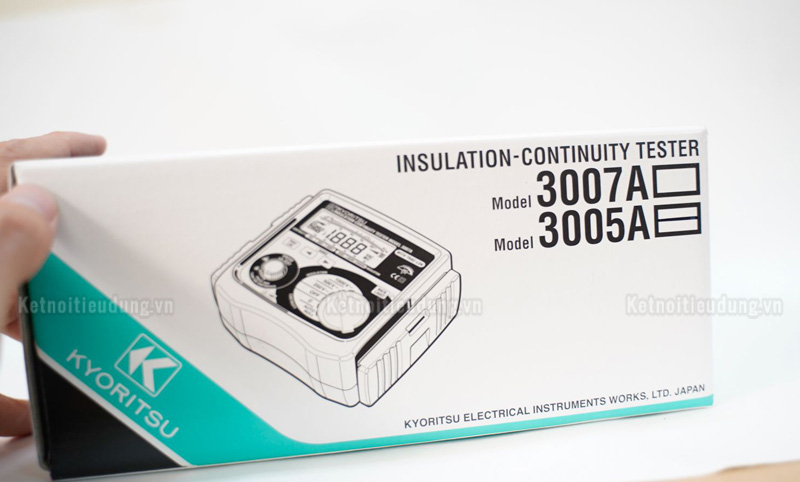 INSULATION-CONTINUITY TESTER
Model 3007A
Model 3005A
Ketnoitieudung.vn Ketnoitieudung.vn Ketnoitieudung.vn
1888
K
KYORITSU
KYORITSU ELECTRICAL INSTRUMENTS WORKS, LTD. JAPAN